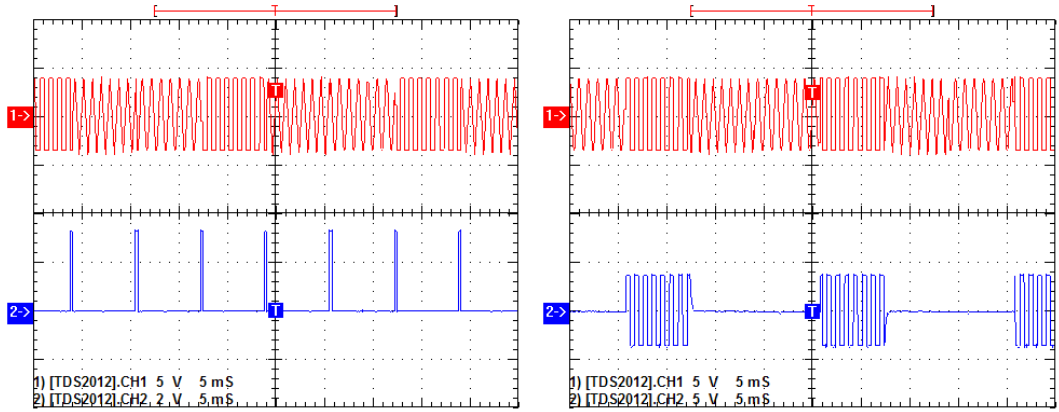 T
1->
T
2->
T
1) [TDS2012].CH1 5 V 5 mS
2) [TDS2012].CH2 2 V 5 mS
T
1->
T
2->
T
1) [TDS2012].CH1 5 V 5 mS
2) [TDS2012].CH2 5 V 5 mS